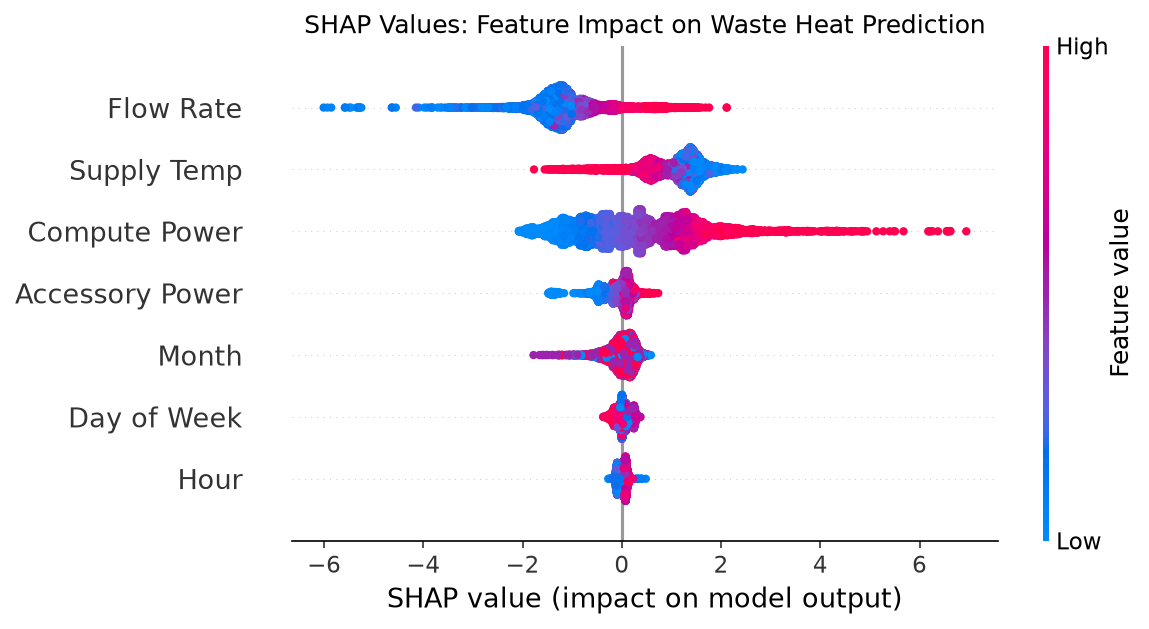 SHAP Values: Feature Impact on Waste Heat Prediction
High
Flow Rate
Supply Temp
Compute Power
Accessory Power
Month
Day of Week
Hour
Feature value
Low
−6 −4 −2 0 2 4 6
SHAP value (impact on model output)